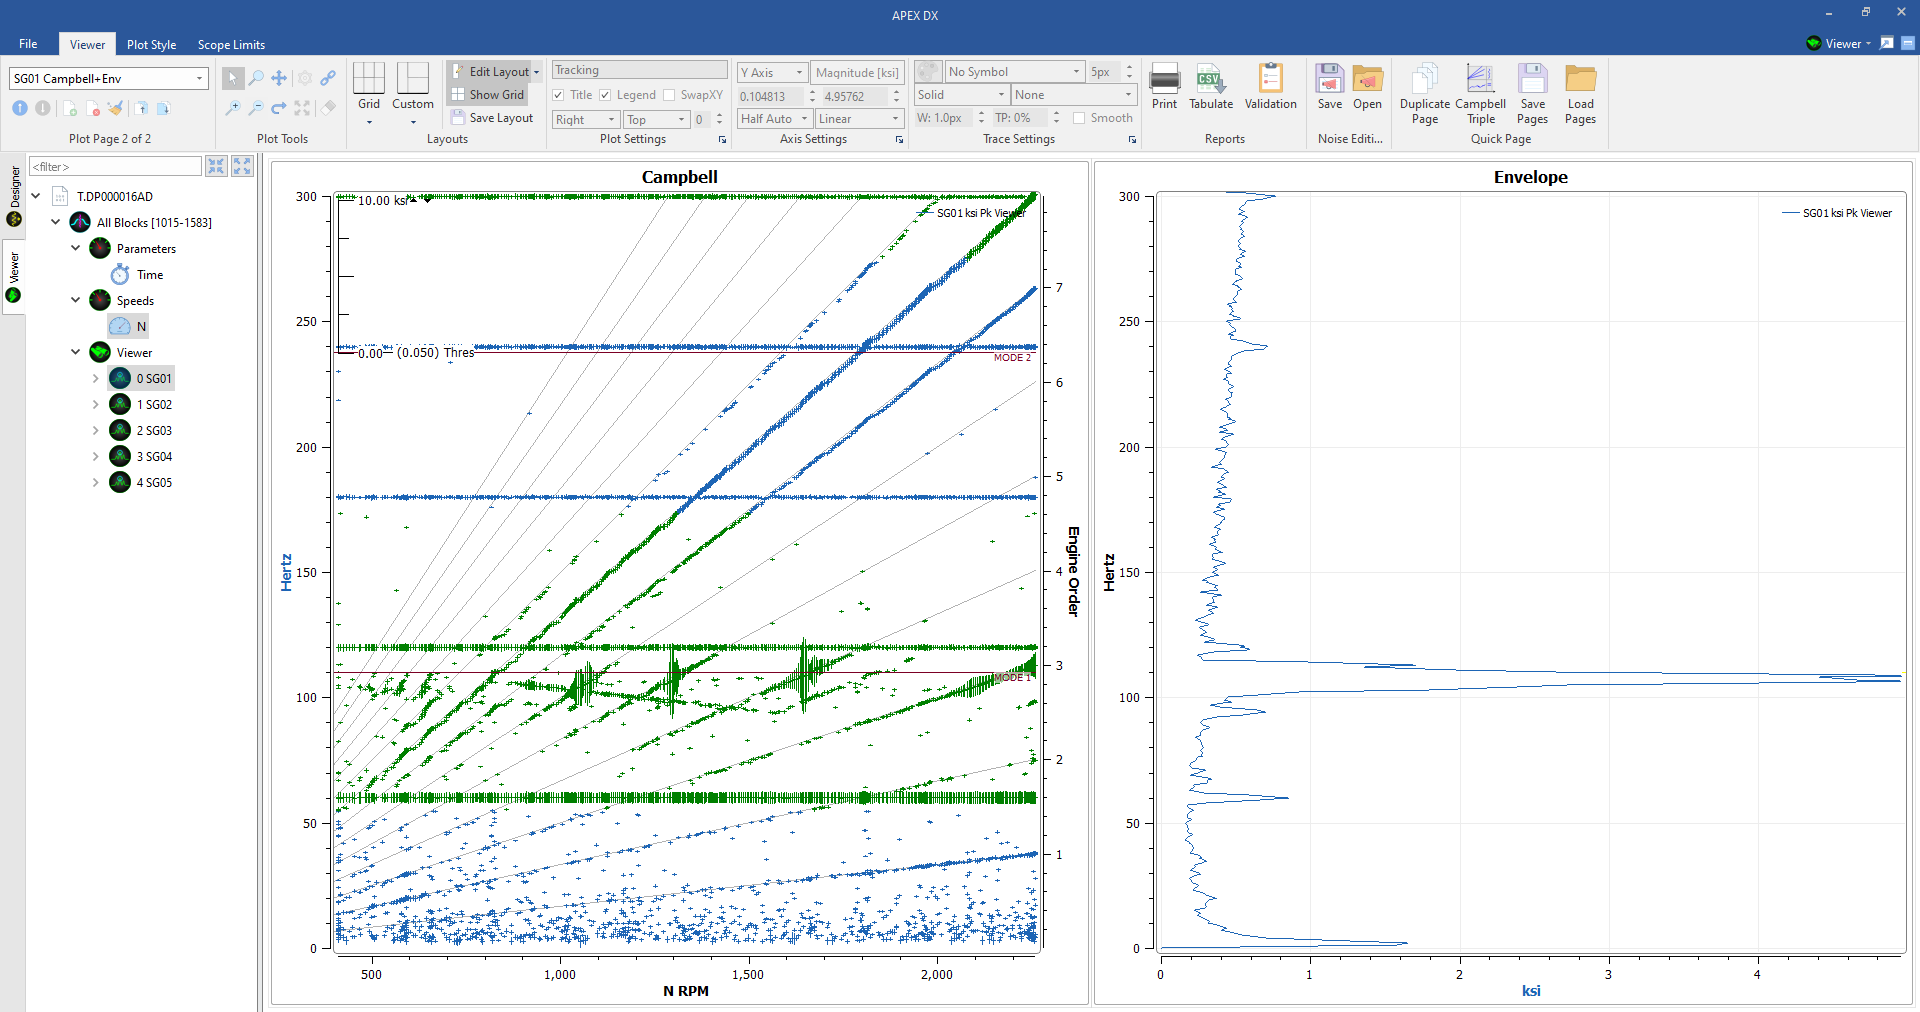 APEX DX
File Viewer Plot Style Scope Limits
Viewer
SG01 Campbell+Env
Plot Page 2 of 2
Plot Tools
Grid
Custom
Edit Layout
Show Grid
Save Layout
Layouts
Tracking
Title Legend SwapXY
Right Top 0
Plot Settings
Y Axis Magnitude [ksi]
0.104813 4.95762
Half Auto Linear
Axis Settings
No Symbol 5px
Solid None
W: 1.0px TP: 0% Smooth
Trace Settings
Print
CSV
Tabulate
Validation
Reports
Save
Open
Noise Editi...
Duplicate Page
Campbell Triple
Save Pages
Load Pages
Quick Page
Designer
Viewer
<filter>
T.DP000016AD
All Blocks [1015-1583]
Parameters
Time
Speeds
N
Viewer
0 SG01
1 SG02
2 SG03
3 SG04
4 SG05
Campbell
10.00 ksi
SG01 ksi Pk Viewer
0.00 (0.050) Thres
MODE 2
MODE 1
300
250
200
150
100
50
0
Hertz
7
6
5
4
3
2
1
Engine Order
500 1,000 1,500 2,000
N RPM
Envelope
SG01 ksi Pk Viewer
300
250
200
150
100
50
0
Hertz
0 1 2 3 4
ksi